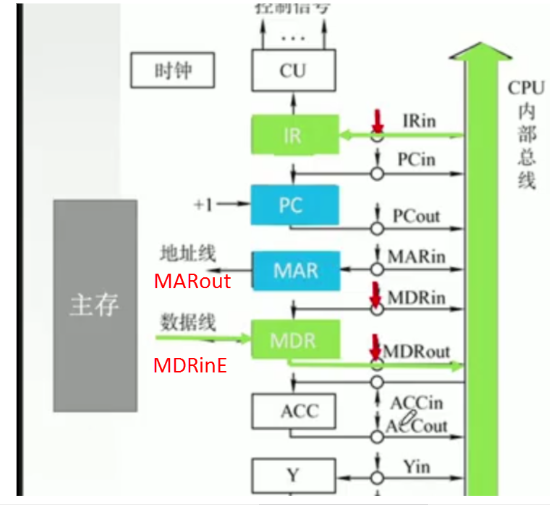 控制信号
...
时钟
CU
CPU
内
部
总
线
IR
IRin
PCin
+1
PC
PCout
地址线
MARout
MAR
MARin
主存
MDRin
数据线
MDR
MDRout
MDRinE
ACC
ACCin
ACCout
Y
Yin